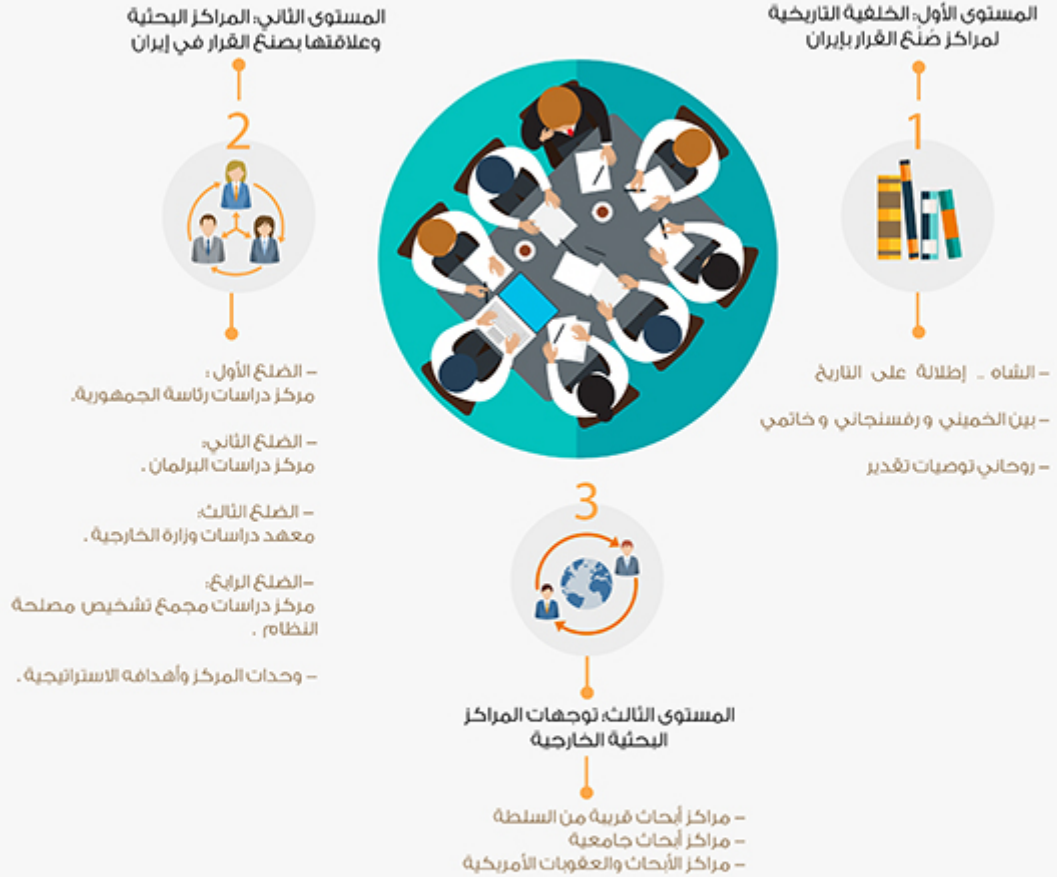 المستوى الأول: الخلفية التاريخية
لمراكز صُنْع القرار بإيران
1
– الشاه .. إطلالة على التاريخ
– بين الخميني و رفسنجاني و خاتمي
– روحاني توصيات تقدير
المستوى الثاني: المراكز البحثية
وعلاقتها بصنع القرار في إيران
2
– الضلع الأول :
مركز دراسات رئاسة الجمهورية.
– الضلع الثاني:
مركز دراسات البرلمان .
– الضلع الثالث:
معهد دراسات وزارة الخارجية .
–الضلع الرابع:
مركز دراسات مجمع تشخيص مصلحة
النظام .
– وحدات المركز وأهدافه الاستراتيجية .
3
المستوى الثالث: توجهات المراكز
البحثية الخارجية
– مراكز أبحاث قريبة من السلطة
– مراكز أبحاث جامعية
– مراكز الأبحاث والعقوبات الأمريكية